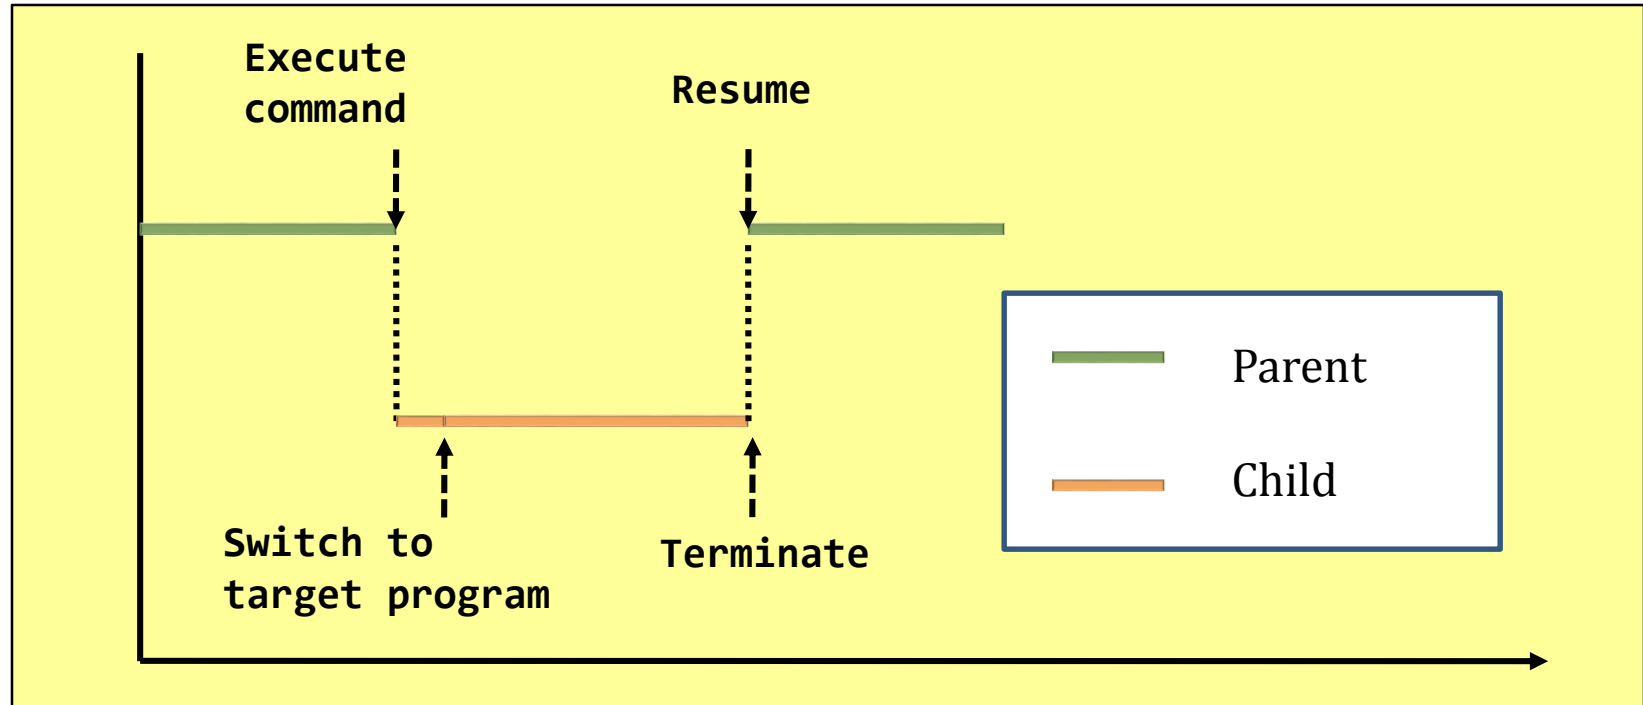 Execute
command
Resume
Parent
Child
Switch to
target program
Terminate